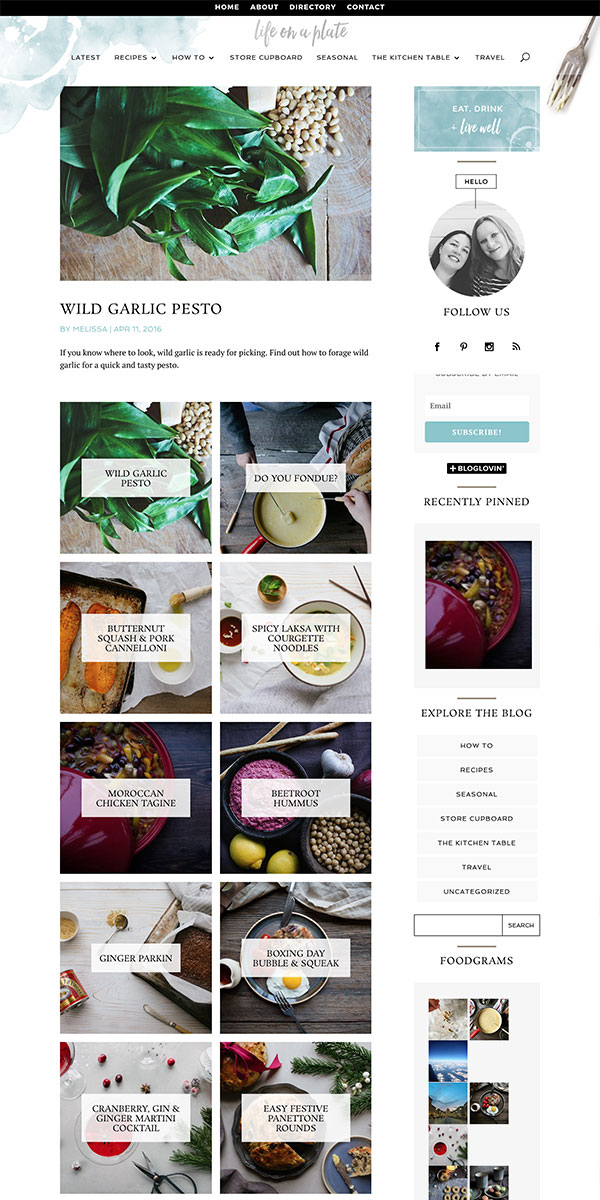 HOME ABOUT DIRECTORY CONTACT
life on a plate
LATEST RECIPES HOW TO STORE CUPBOARD SEASONAL THE KITCHEN TABLE TRAVEL
EAT, DRINK
+ live well
HELLO
WILD GARLIC PESTO
BY MELISSA | APR 11, 2016
If you know where to look, wild garlic is ready for picking. Find out how to forage wild
garlic for a quick and tasty pesto.
FOLLOW US
SUBSCRIBE BY EMAIL
Email
SUBSCRIBE!
+ BLOGLOVIN'
RECENTLY PINNED
WILD GARLIC
PESTO
DO YOU FONDUE?
BUTTERNUT
SQUASH & PORK
CANNELLONI
SPICY LAKSA WITH
COURGETTE
NOODLES
MOROCCAN
CHICKEN TAGINE
BEETROOT
HUMMUS
GINGER PARKIN
BOXING DAY
BUBBLE & SQUEAK
CRANBERRY, GIN &
GINGER MARTINI
COCKTAIL
EASY FESTIVE
PANETTONE
ROUNDS
EXPLORE THE BLOG
HOW TO
RECIPES
SEASONAL
STORE CUPBOARD
THE KITCHEN TABLE
TRAVEL
UNCATEGORIZED
SEARCH
FOODGRAMS